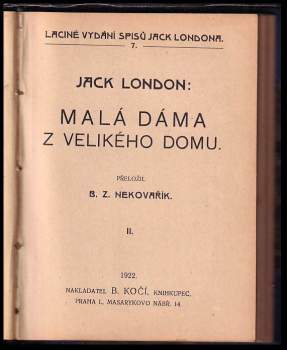 LACINÉ VYDÁNÍ SPISŮ JACK LONDONA.
7.
JACK LONDON:
MALÁ DÁMA
Z VELIKÉHO DOMU.
PŘELOŽIL
B. Z. NEKOVAŘÍK.
II.
1922.
NAKLADATEL B. KOČÍ, KNIHKUPEC,
PRAHA I., MASARYKOVO NÁBŘ. 14.